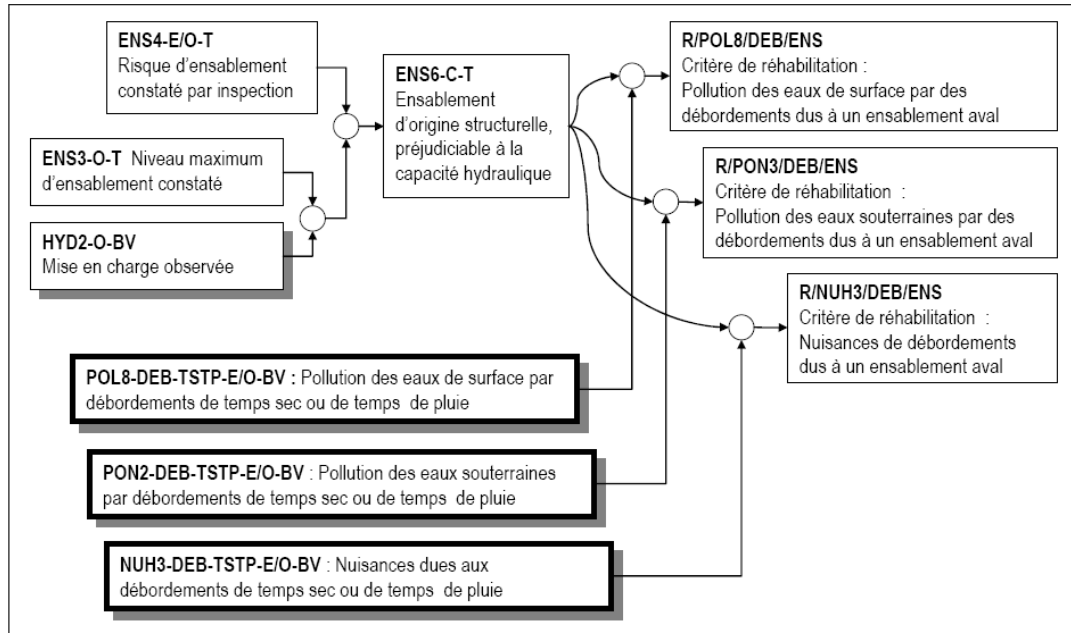 ENS4-E/O-T
Risque d'ensablement
constaté par inspection
ENS3-O-T Niveau maximum
d'ensablement constaté
HYD2-O-BV
Mise en charge observée
ENS6-C-T
Ensablement
d'origine structurelle,
préjudiciable à la
capacité hydraulique
R/POL8/DEB/ENS
Critère de réhabilitation :
Pollution des eaux de surface par des
débordements dus à un ensablement aval
R/PON3/DEB/ENS
Critère de réhabilitation :
Pollution des eaux souterraines par des
débordements dus à un ensablement aval
R/NUH3/DEB/ENS
Critère de réhabilitation :
Nuisances de débordements
dus à un ensablement aval
POL8-DEB-TSTP-E/O-BV : Pollution des eaux de surface par
débordements de temps sec ou de temps de pluie
PON2-DEB-TSTP-E/O-BV : Pollution des eaux souterraines
par débordements de temps sec ou de temps de pluie
NUH3-DEB-TSTP-E/O-BV : Nuisances dues aux
débordements de temps sec ou de temps de pluie